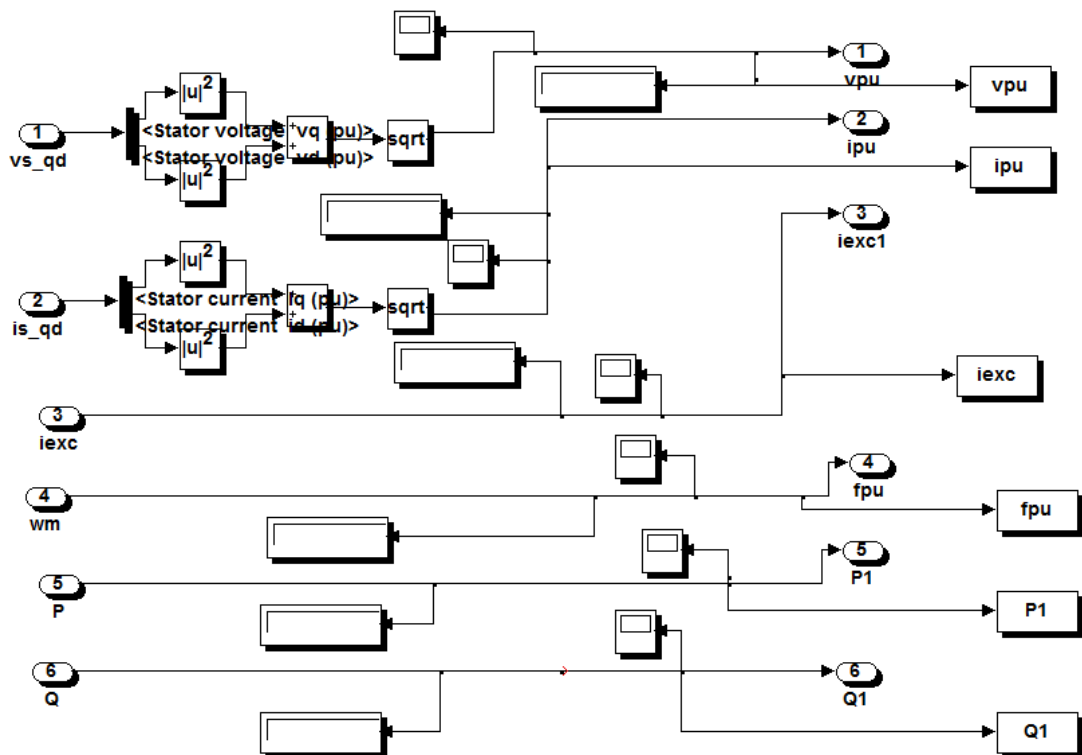 1
vs_qd
|u|²
|u|²
<Stator voltage vq (pu)>
<Stator voltage vd (pu)>
+
+
sqrt
1
vpu
vpu
2
ipu
ipu
3
iexc1
2
is_qd
|u|²
|u|²
<Stator current iq (pu)>
<Stator current id (pu)>
+
+
sqrt
iexc
3
iexc
4
wm
4
fpu
fpu
5
P
5
P1
P1
6
Q
6
Q1
Q1